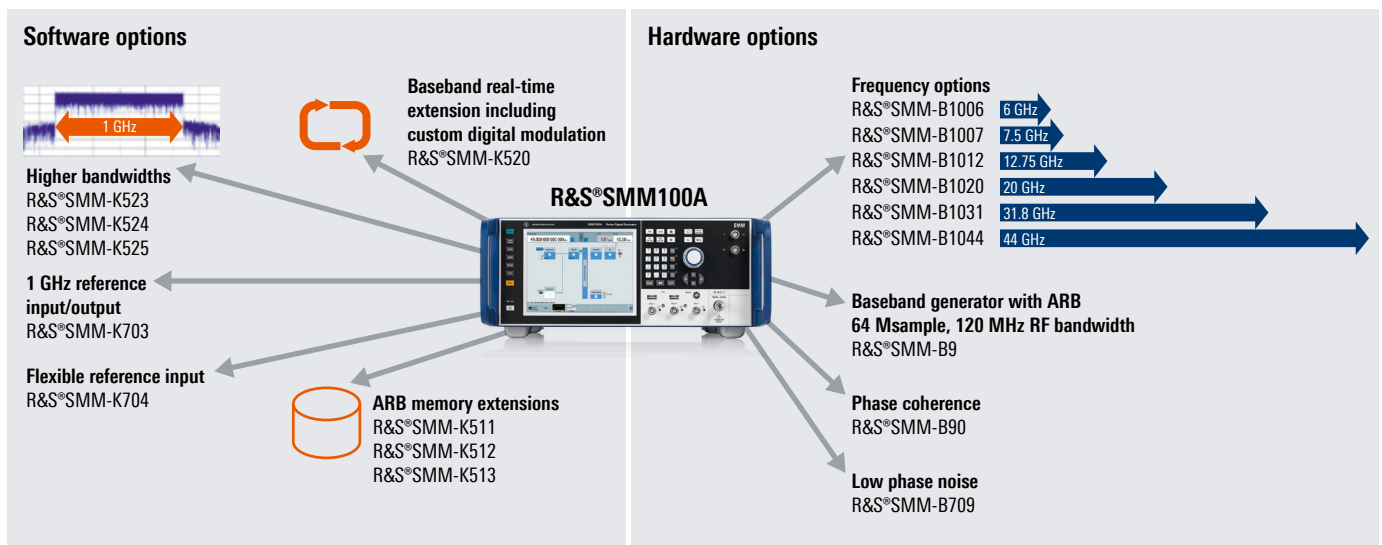 Software options
1 GHz
Higher bandwidths
R&S®SMM-K523
R&S®SMM-K524
R&S®SMM-K525
1 GHz reference
input/output
R&S®SMM-K703
Flexible reference input
R&S®SMM-K704
Baseband real-time
extension including
custom digital modulation
R&S®SMM-K520
ARB memory extensions
R&S®SMM-K511
R&S®SMM-K512
R&S®SMM-K513
R&S®SMM100A
SMM
Hardware options
Frequency options
R&S®SMM-B1006 6 GHz
R&S®SMM-B1007 7.5 GHz
R&S®SMM-B1012 12.75 GHz
R&S®SMM-B1020 20 GHz
R&S®SMM-B1031 31.8 GHz
R&S®SMM-B1044 44 GHz
Baseband generator with ARB
64 Msample, 120 MHz RF bandwidth
R&S®SMM-B9
Phase coherence
R&S®SMM-B90
Low phase noise
R&S®SMM-B709